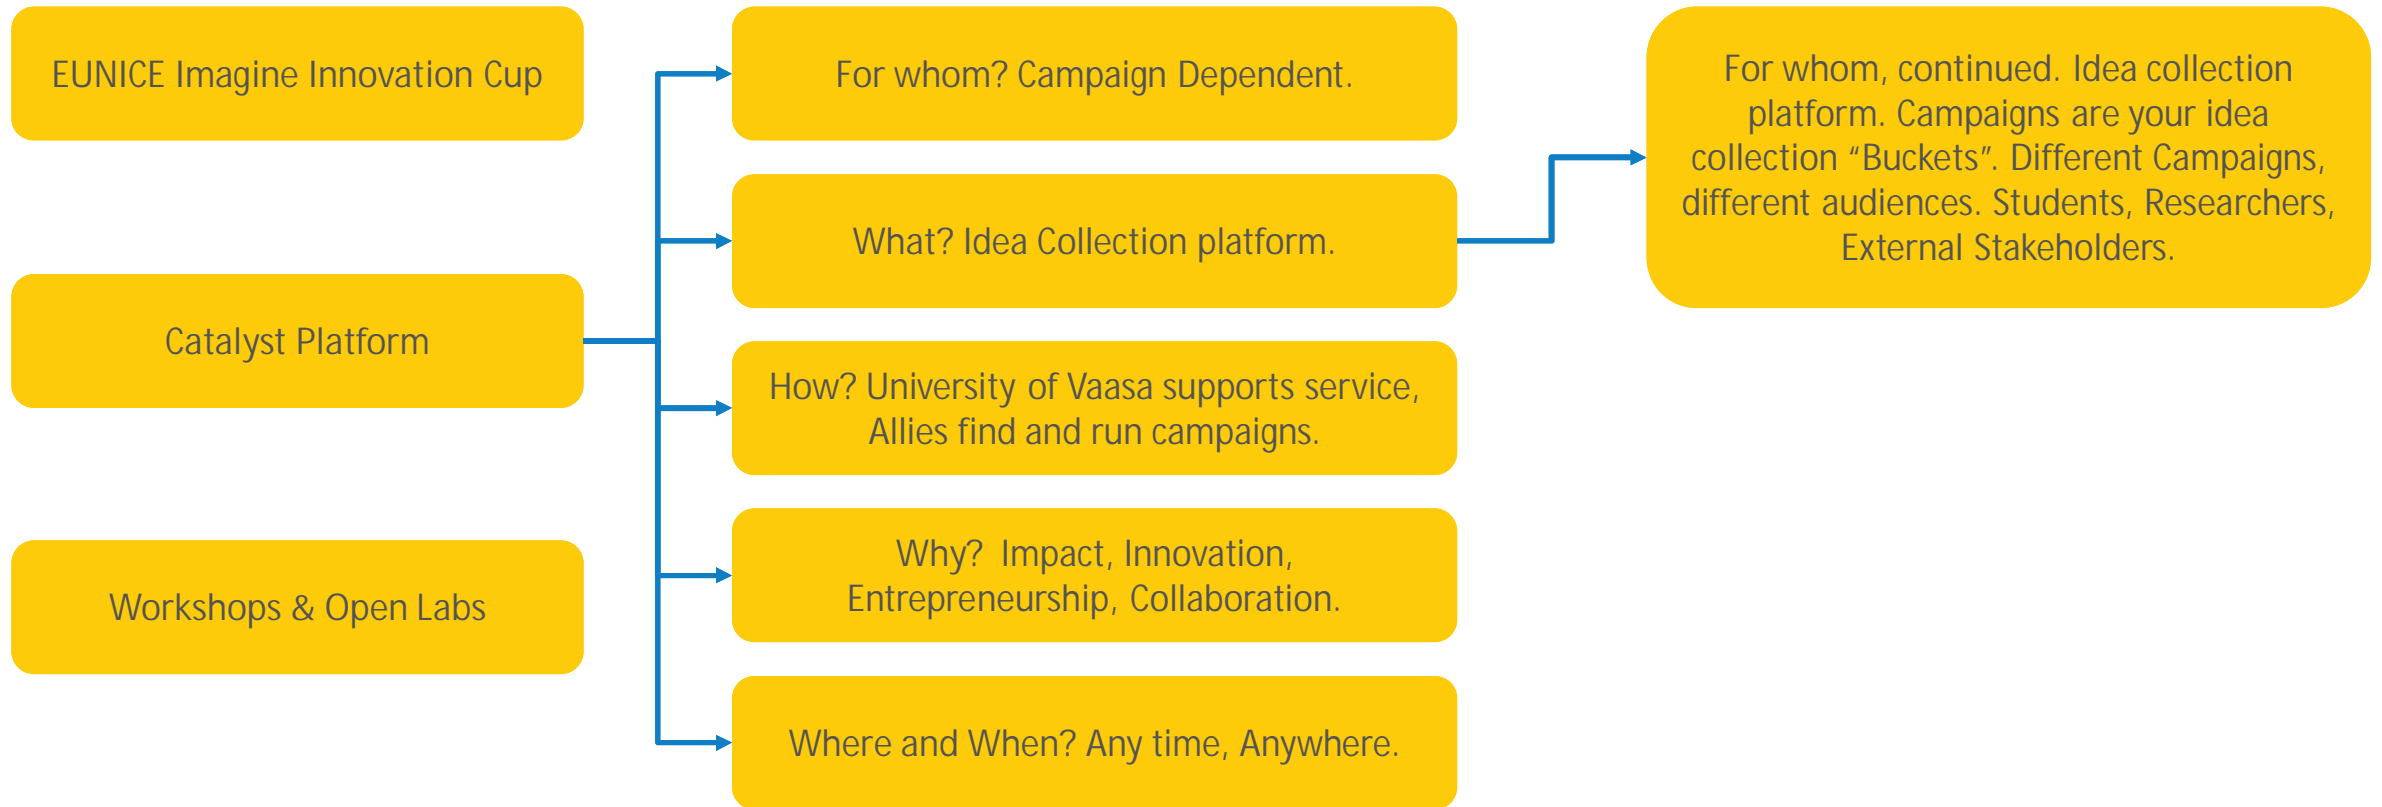 EUNICE Imagine Innovation Cup
Catalyst Platform
Workshops & Open Labs
For whom? Campaign Dependent.
What? Idea Collection platform.
How? University of Vaasa supports service,
Allies find and run campaigns.
Why?  Impact, Innovation,
Entrepreneurship, Collaboration.
Where and When? Any time, Anywhere.
For whom, continued. Idea collection
platform. Campaigns are your idea
collection “Buckets”. Different Campaigns,
different audiences. Students, Researchers,
External Stakeholders.